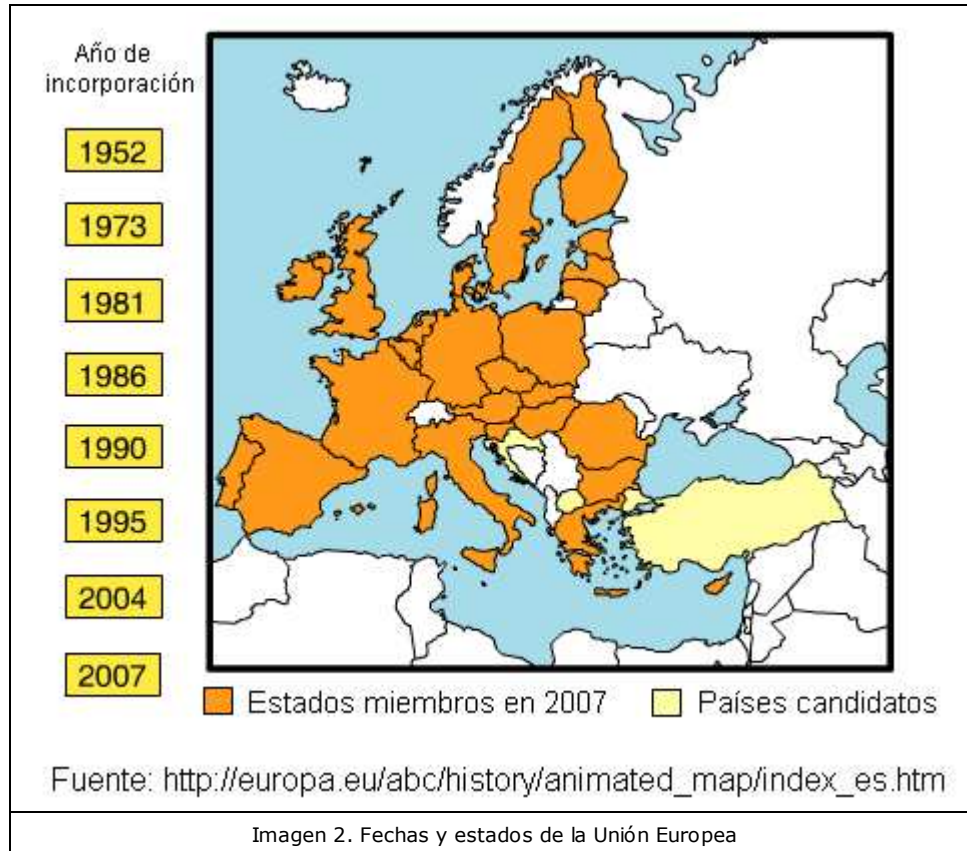 Año de
incorporación
1952
1973
1981
1986
1990
1995
2004
2007
Estados miembros en 2007 Países candidatos
Fuente: http://europa.eu/abc/history/animated_map/index_es.htm
Imagen 2. Fechas y estados de la Unión Europea